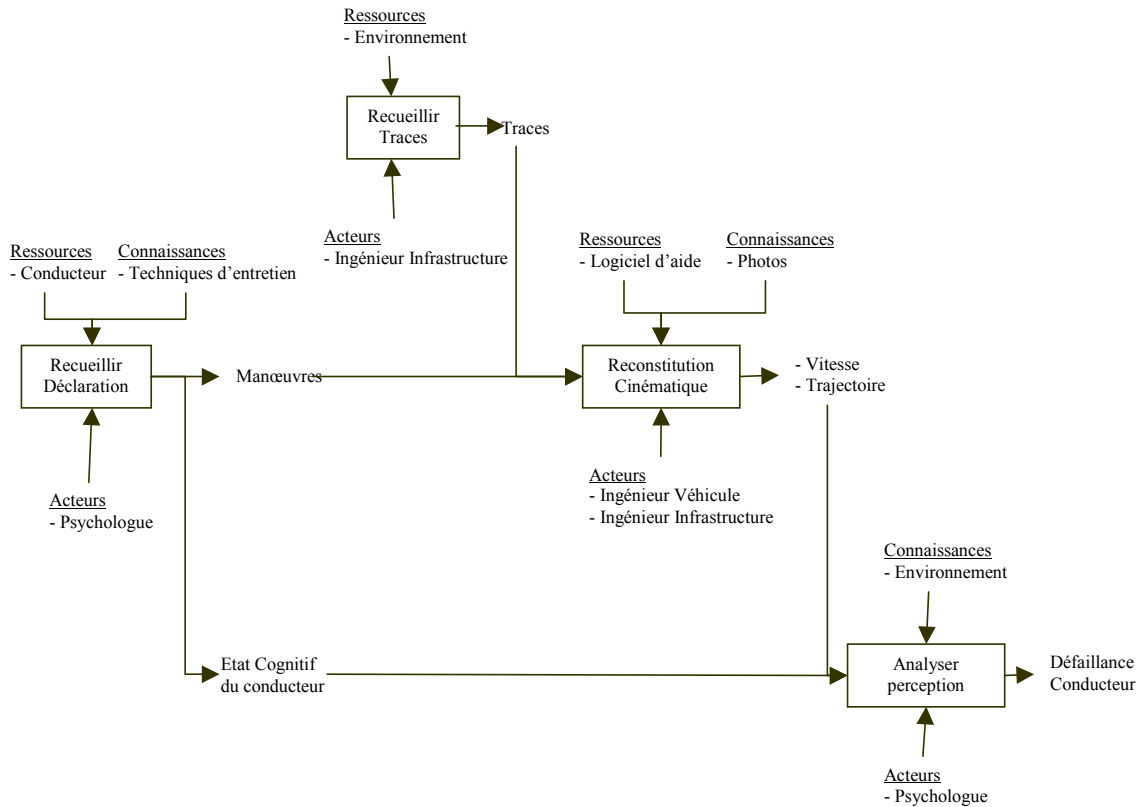 Ressources
- Environnement
Recueillir
Traces
Traces
Acteurs
- Ingénieur Infrastructure
Ressources
- Conducteur
Connaissances
- Techniques d'entretien
Recueillir
Déclaration
Manœuvres
Acteurs
- Psychologue
Ressources
- Logiciel d'aide
Connaissances
- Photos
Reconstitution
Cinématique
- Vitesse
- Trajectoire
Acteurs
- Ingénieur Véhicule
- Ingénieur Infrastructure
Connaissances
- Environnement
Etat Cognitif
du conducteur
Analyser
perception
Défaillance
Conducteur
Acteurs
- Psychologue